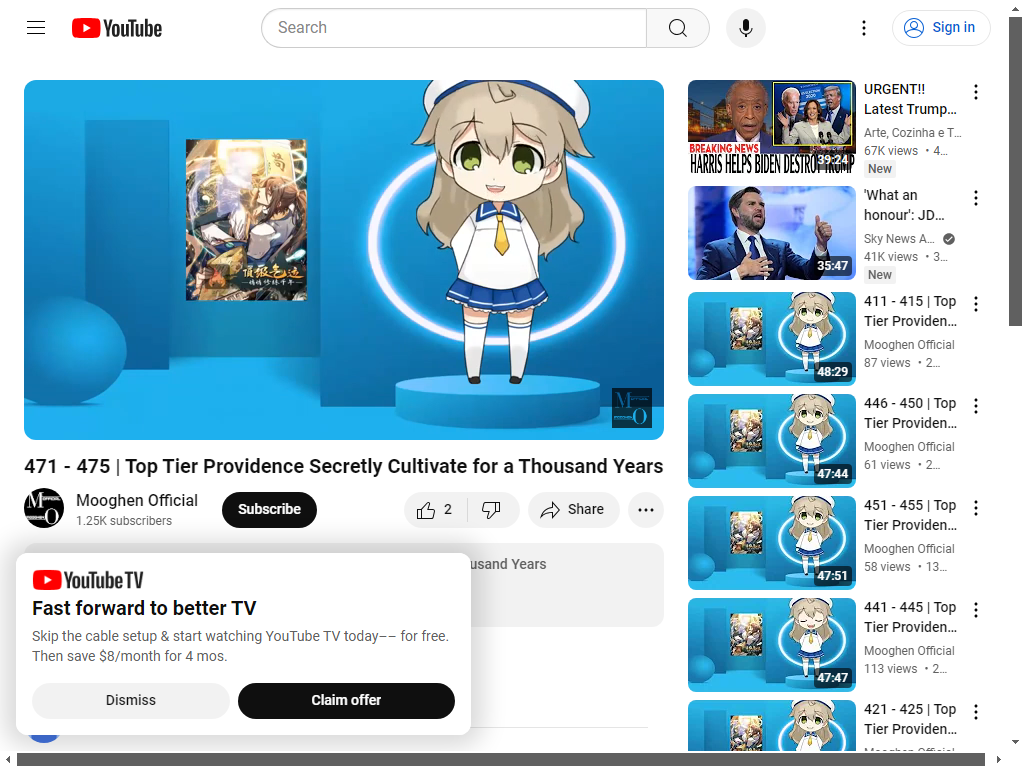 YouTube
Search
Sign in
頂級氣运
悄悄修練千年
471 - 475 | Top Tier Providence Secretly Cultivate for a Thousand Years
Mooghen Official
1.25K subscribers
Subscribe
2
Share
usand Years
YouTube TV
Fast forward to better TV
Skip the cable setup & start watching YouTube TV today–– for free.
Then save $8/month for 4 mos.
Dismiss
Claim offer
BREAKING NEWS
HARRIS HELPS BIDEN DESTROY TRUMP
39:24
URGENT!!
Latest Trump...
Arte, Cozinha e T...
67K views • 4...
New
35:47
'What an
honour': JD...
Sky News A...
41K views • 3...
New
48:29
411 - 415 | Top
Tier Providen...
Mooghen Official
87 views • 2...
47:44
446 - 450 | Top
Tier Providen...
Mooghen Official
61 views • 2...
47:51
451 - 455 | Top
Tier Providen...
Mooghen Official
58 views • 13...
47:47
441 - 445 | Top
Tier Providen...
Mooghen Official
113 views • 2...
421 - 425 | Top
Tier Providen...
Mooghen Official